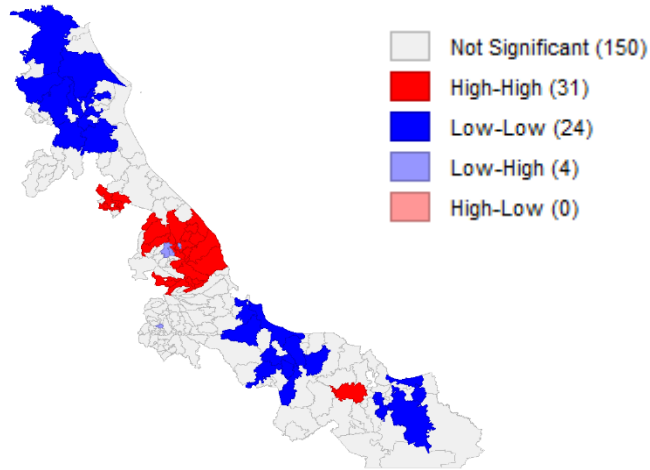 Not Significant (150)
High-High (31)
Low-Low (24)
Low-High (4)
High-Low (0)